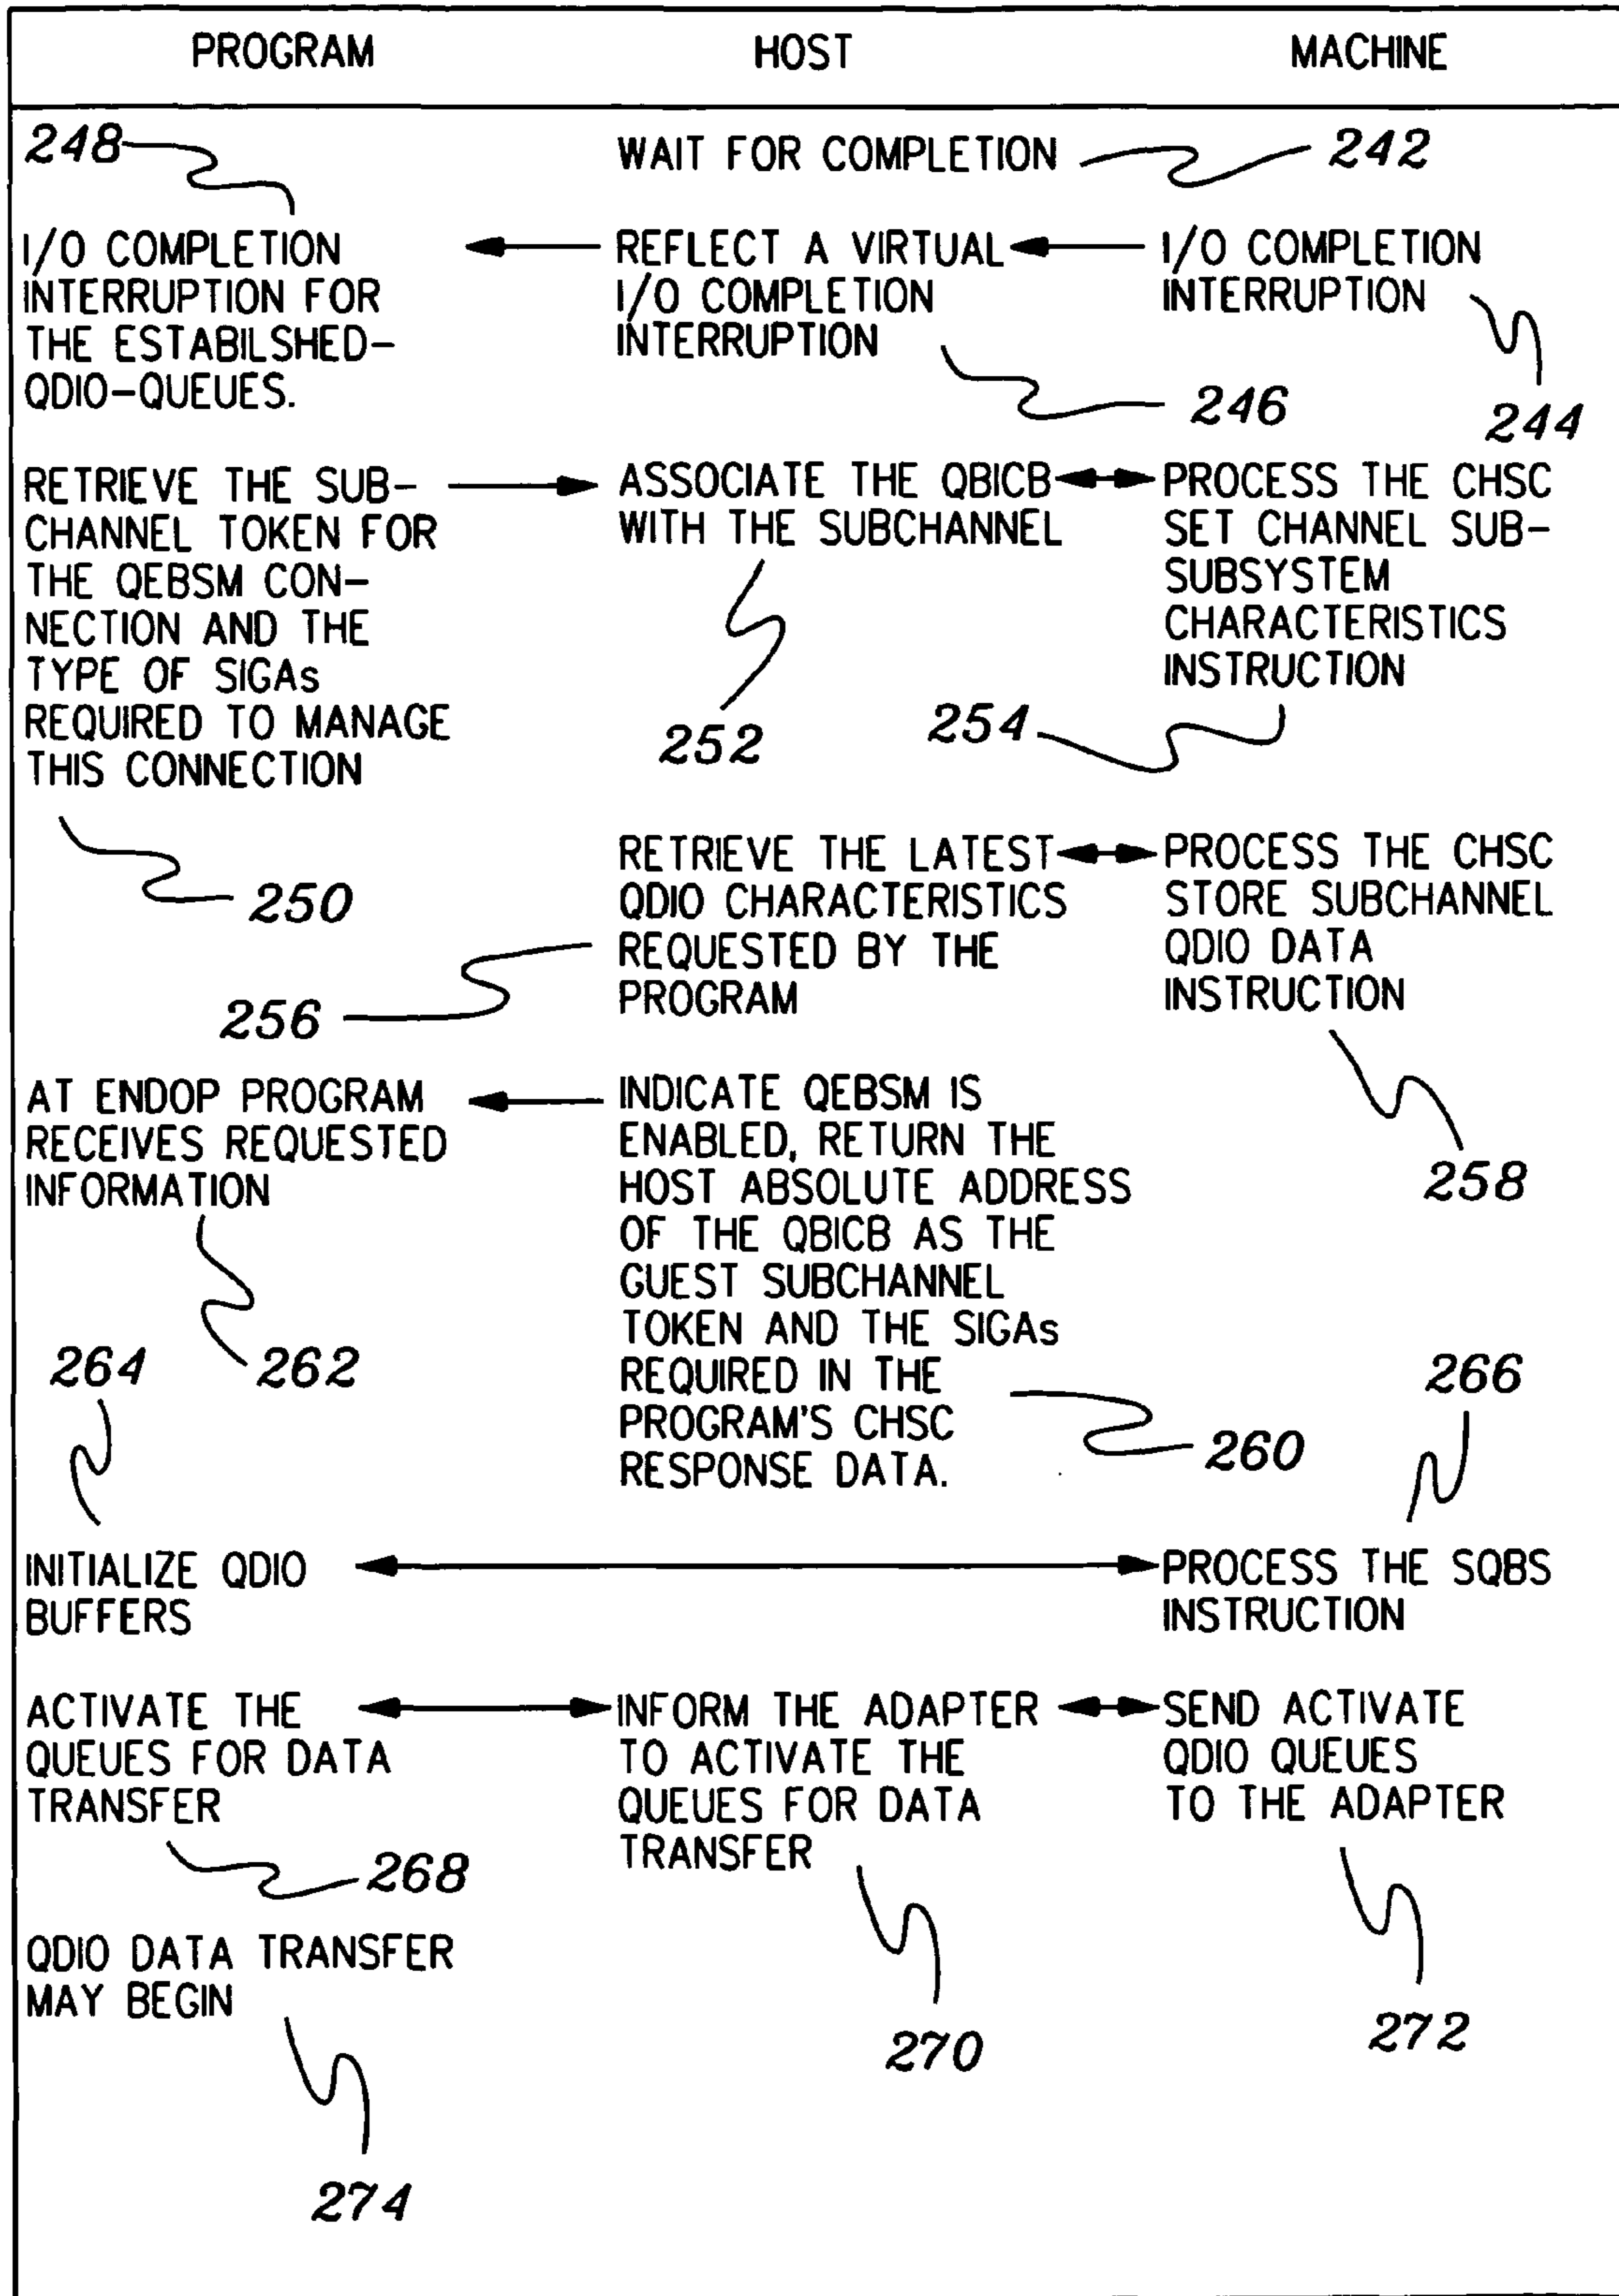 PROGRAM HOST MACHINE
248
WAIT FOR COMPLETION
242
I/O COMPLETION
INTERRUPTION FOR
THE ESTABILSHED-
QDIO-QUEUES.
REFLECT A VIRTUAL
I/O COMPLETION
INTERRUPTION
I/O COMPLETION
INTERRUPTION
246
244
RETRIEVE THE SUB-
CHANNEL TOKEN FOR
THE QEBSM CON-
NECTION AND THE
TYPE OF SIGAs
REQUIRED TO MANAGE
THIS CONNECTION
ASSOCIATE THE QBICB
WITH THE SUBCHANNEL
PROCESS THE CHSC
SET CHANNEL SUB-
SUBSYSTEM
CHARACTERISTICS
INSTRUCTION
252
254
250
RETRIEVE THE LATEST
QDIO CHARACTERISTICS
REQUESTED BY THE
PROGRAM
PROCESS THE CHSC
STORE SUBCHANNEL
QDIO DATA
INSTRUCTION
256
258
AT ENDOP PROGRAM
RECEIVES REQUESTED
INFORMATION
INDICATE QEBSM IS
ENABLED, RETURN THE
HOST ABSOLUTE ADDRESS
OF THE QBICB AS THE
GUEST SUBCHANNEL
TOKEN AND THE SIGAs
REQUIRED IN THE
PROGRAM'S CHSC
RESPONSE DATA.
264
262
266
260
INITIALIZE QDIO
BUFFERS
PROCESS THE SQBS
INSTRUCTION
ACTIVATE THE
QUEUES FOR DATA
TRANSFER
INFORM THE ADAPTER
TO ACTIVATE THE
QUEUES FOR DATA
TRANSFER
SEND ACTIVATE
QDIO QUEUES
TO THE ADAPTER
268
QDIO DATA TRANSFER
MAY BEGIN
270
272
274